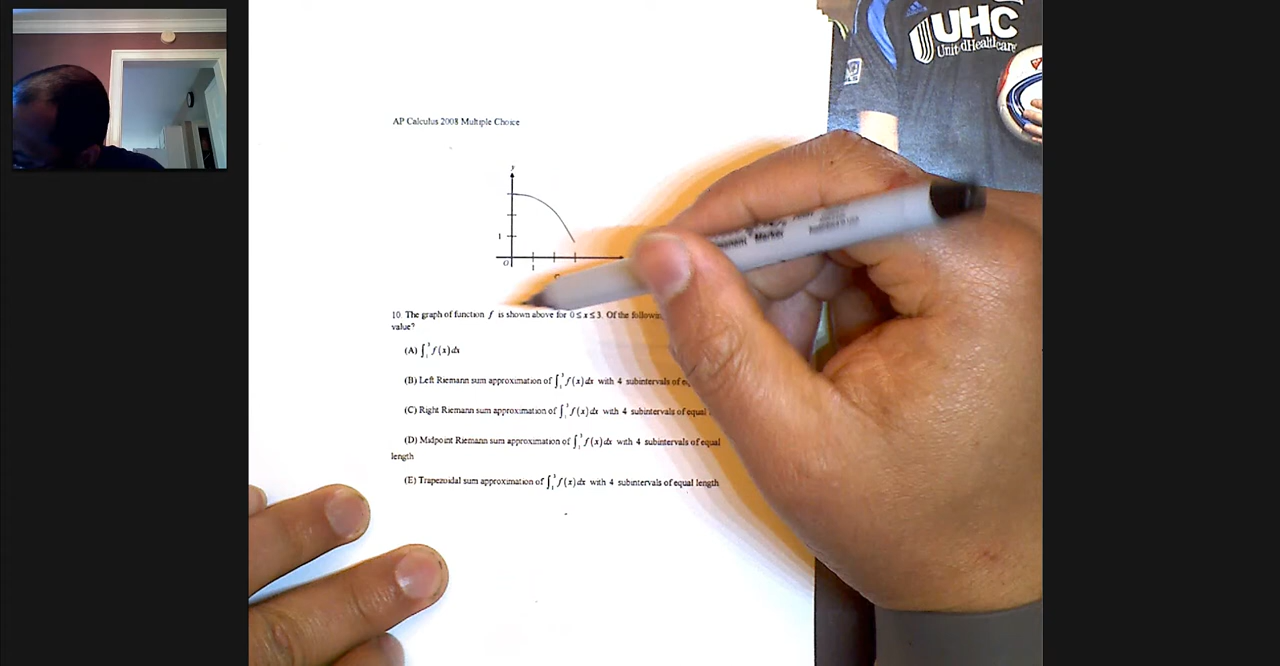 UHC
UnitedHealthcare
AP Calculus 2008 Multiple Choice
y
1
O
1
10. The graph of function f is shown above for 0 ≤ x ≤ 3. Of the
value?
(A) ∫₁³ f(x)dx
(B) Left Riemann sum approximation of ∫₁³ f(x)dx with 4 subintervals of
(C) Right Riemann sum approximation of ∫₁³ f(x)dx with 4 subintervals of equal
(D) Midpoint Riemann sum approximation of ∫₁³ f(x)dx with 4 subintervals of equal
length
(E) Trapezoidal sum approximation of ∫₁³ f(x)dx with 4 subintervals of equal length
Marker